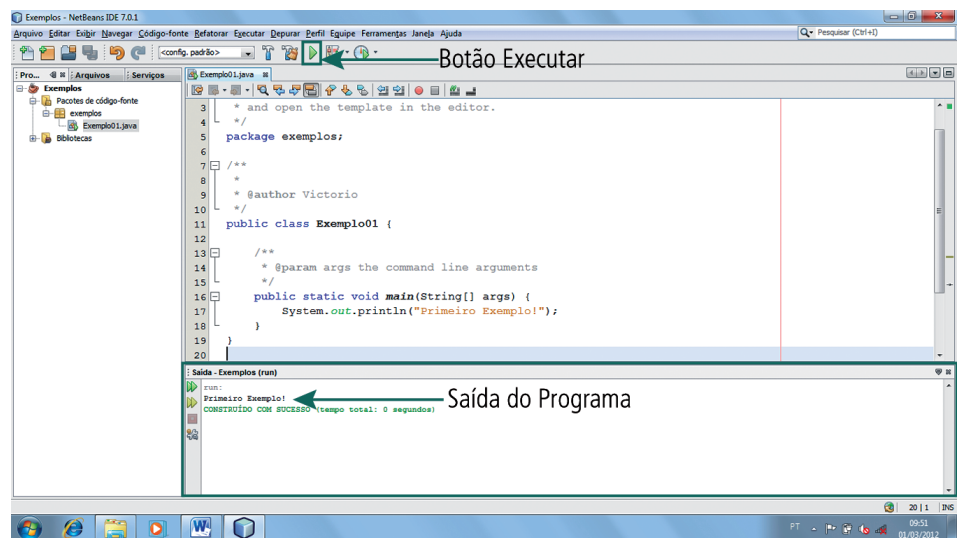 Exemplos - NetBeans IDE 7.0.1
Arquivo Editar Exibir Navegar Código-fonte Refatorar Executar Depurar Perfil Equipe Ferramentas Janela Ajuda
Pesquisar (Ctrl+I)
<config. padrão>
Botão Executar
Pro... Arquivos Serviços
Exemplo01.java
Exemplos
Pacotes de código-fonte
exemplos
Exemplo01.java
Bibliotecas
3 * and open the template in the editor.
4 */
5 package exemplos;
6
7 /**
8 *
9 * @author Victorio
10 */
11 public class Exemplo01 {
12
13 /**
14 * @param args the command line arguments
15 */
16 public static void main(String[] args) {
17 System.out.println("Primeiro Exemplo!");
18 }
19 }
20
Saída - Exemplos (run)
run:
Primeiro Exemplo!
CONSTRUÍDO COM SUCESSO (tempo total: 0 segundos)
Saída do Programa
20 | 1 INS
PT
09:51
01/03/2012